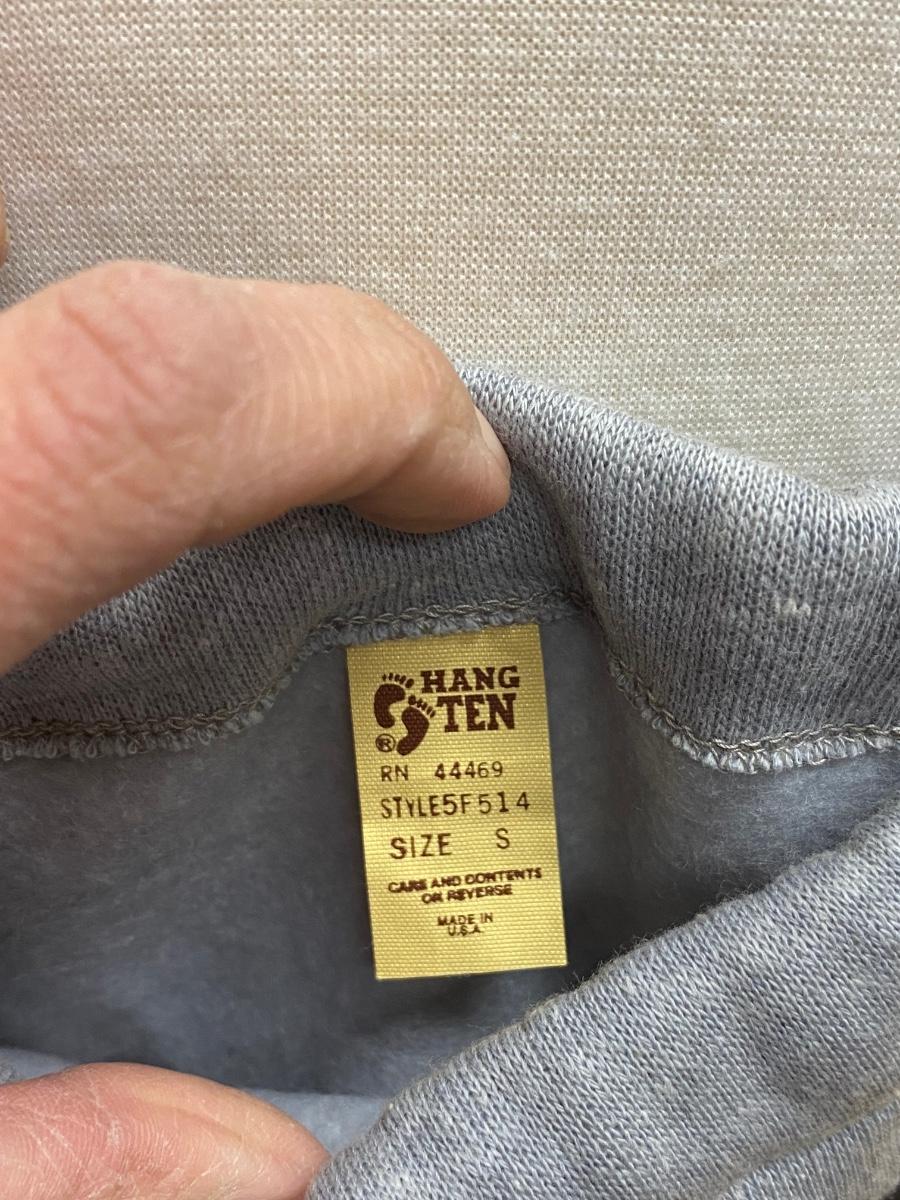 HANG
TEN
®
RN 44469
STYLE5F514
SIZE S
CARE AND CONTENTS
ON REVERSE
MADE IN
U.S.A